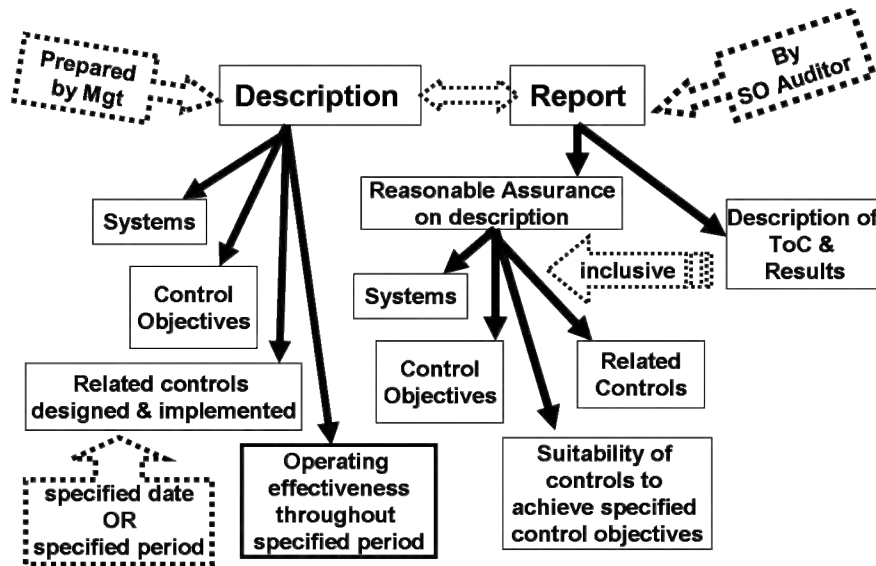 Prepared
by Mgt
Description
Report
By
SO Auditor
Systems
Control
Objectives
Related controls
designed & implemented
specified date
OR
specified period
Operating
effectiveness
throughout
specified period
Reasonable Assurance
on description
Systems
inclusive
Description of
ToC &
Results
Control
Objectives
Related
Controls
Suitability of
controls to
achieve specified
control objectives